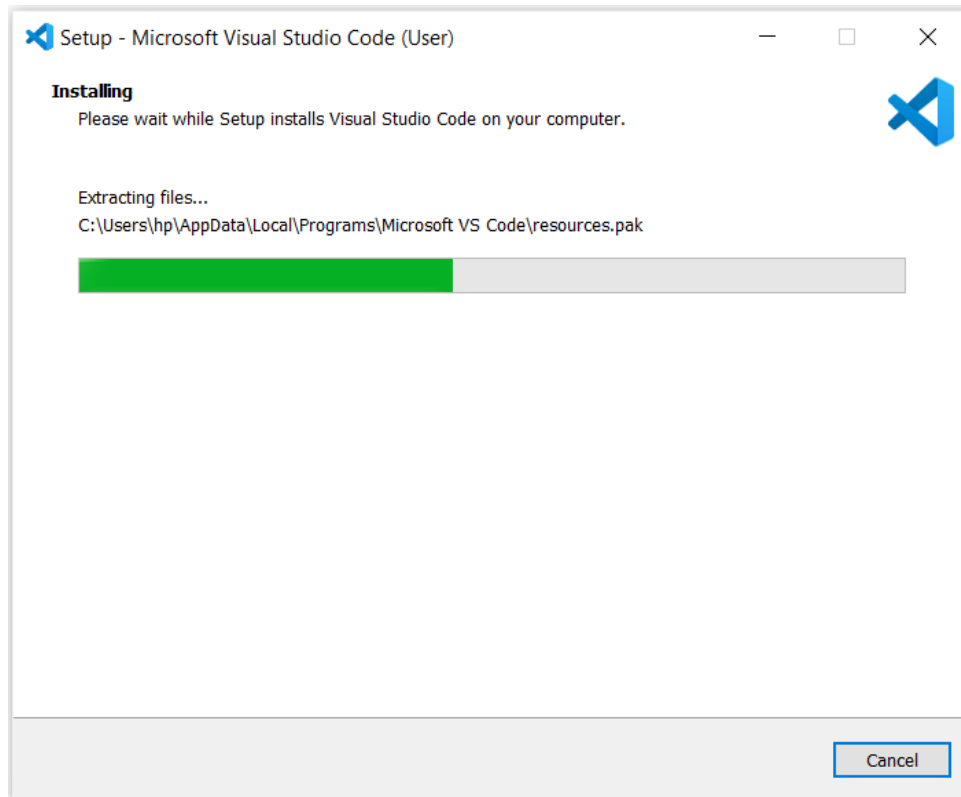 Setup - Microsoft Visual Studio Code (User)
Installing
Please wait while Setup installs Visual Studio Code on your computer.
Extracting files...
C:\Users\hp\AppData\Local\Programs\Microsoft VS Code\resources.pak
Cancel